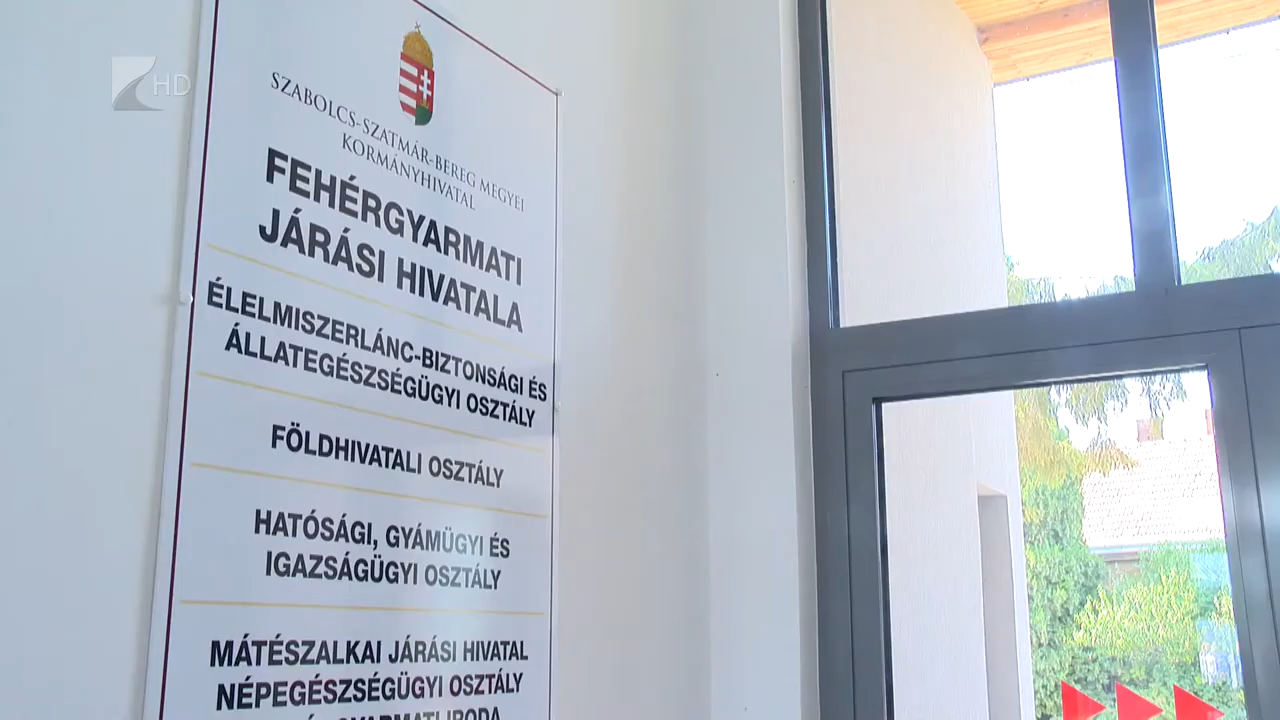 HD
SZABOLCS-SZATMÁR-BEREG MEGYEI
KORMÁNYHIVATAL
FEHÉRGYARMATI
JÁRÁSI HIVATALA
ÉLELMISZERLÁNC-BIZTONSÁGI ÉS
ÁLLATEGÉSZSÉGÜGYI OSZTÁLY
FÖLDHIVATALI OSZTÁLY
HATÓSÁGI, GYÁMÜGYI ÉS
IGAZSÁGÜGYI OSZTÁLY
MÁTÉSZALKAI JÁRÁSI HIVATAL
NÉPEGÉSZSÉGÜGYI OSZTÁLY